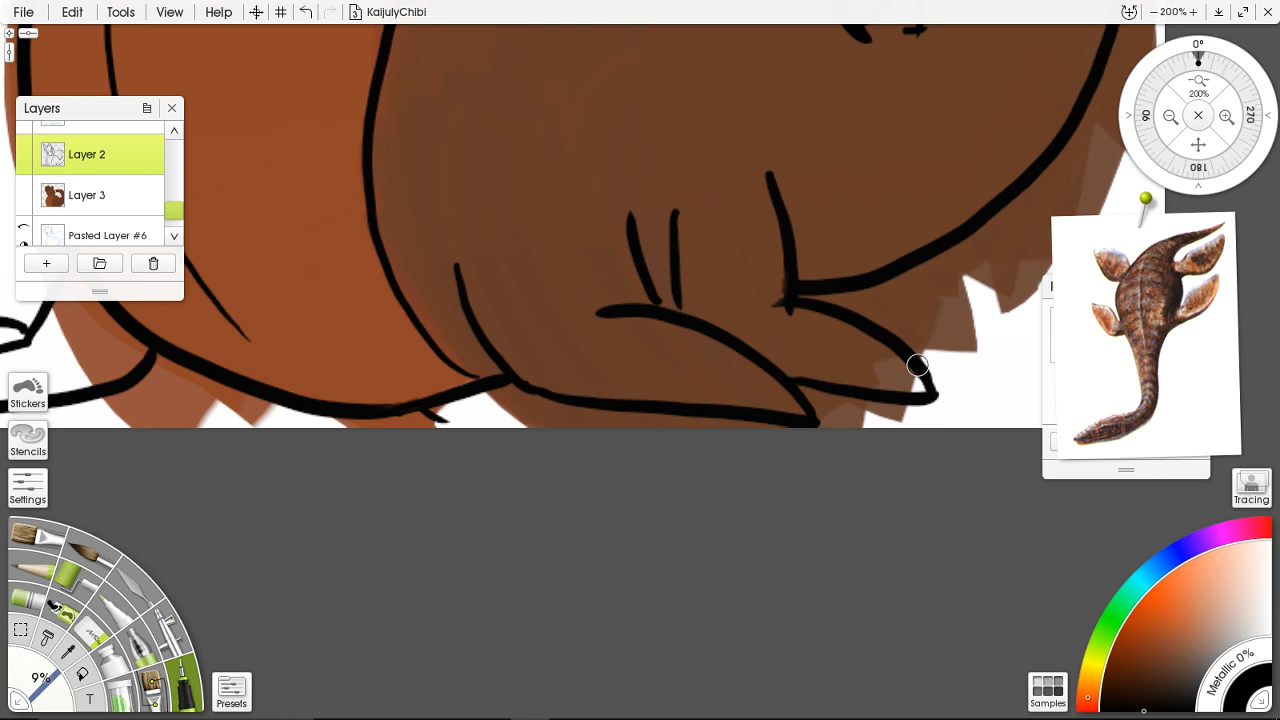 File Edit Tools View Help KaijulyChibi 200%
Layers
Layer 2
Layer 3
Pasted Layer #6
0°
90
270
180
200%
Stickers
Stencils
Settings
Tracing
9%
T
Presets
Samples
Metallic 0%